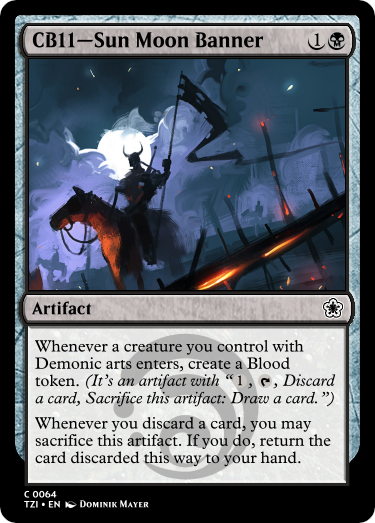 CB11—Sun Moon Banner 1
Artifact
Whenever a creature you control with
Demonic arts enters, create a Blood
token. (It's an artifact with “1, , Discard
a card, Sacrifice this artifact: Draw a card.”)
Whenever you discard a card, you may
sacrifice this artifact. If you do, return the
card discarded this way to your hand.
C 0064
TZI • EN Dominik Mayer